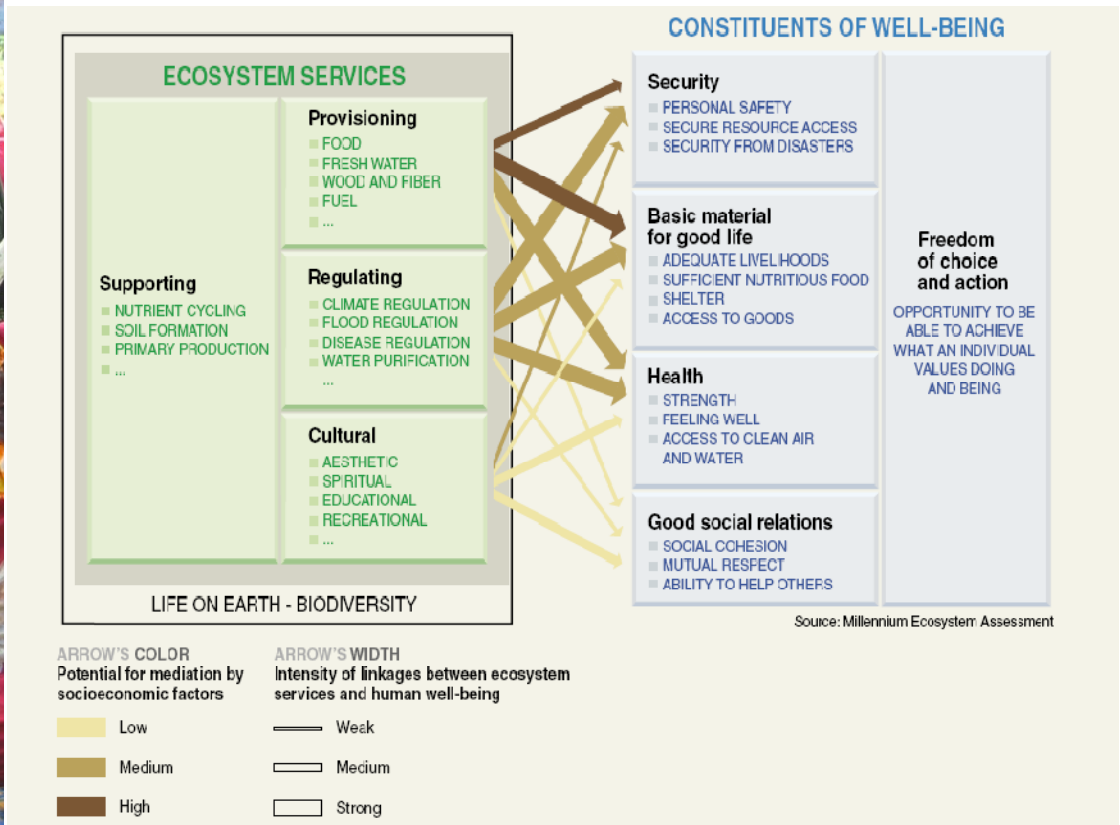 CONSTITUENTS OF WELL-BEING
ECOSYSTEM SERVICES
Supporting
NUTRIENT CYCLING
SOIL FORMATION
PRIMARY PRODUCTION
...
Provisioning
FOOD
FRESH WATER
WOOD AND FIBER
FUEL
...
Regulating
CLIMATE REGULATION
FLOOD REGULATION
DISEASE REGULATION
WATER PURIFICATION
...
Cultural
AESTHETIC
SPIRITUAL
EDUCATIONAL
RECREATIONAL
...
LIFE ON EARTH - BIODIVERSITY
Security
PERSONAL SAFETY
SECURE RESOURCE ACCESS
SECURITY FROM DISASTERS
Basic material
for good life
ADEQUATE LIVELIHOODS
SUFFICIENT NUTRITIOUS FOOD
SHELTER
ACCESS TO GOODS
Health
STRENGTH
FEELING WELL
ACCESS TO CLEAN AIR
AND WATER
Good social relations
SOCIAL COHESION
MUTUAL RESPECT
ABILITY TO HELP OTHERS
Freedom
of choice
and action
OPPORTUNITY TO BE
ABLE TO ACHIEVE
WHAT AN INDIVIDUAL
VALUES DOING
AND BEING
Source: Millennium Ecosystem Assessment
ARROW'S COLOR
Potential for mediation by
socioeconomic factors
Low
Medium
High
ARROW'S WIDTH
Intensity of linkages between ecosystem
services and human well-being
Weak
Medium
Strong